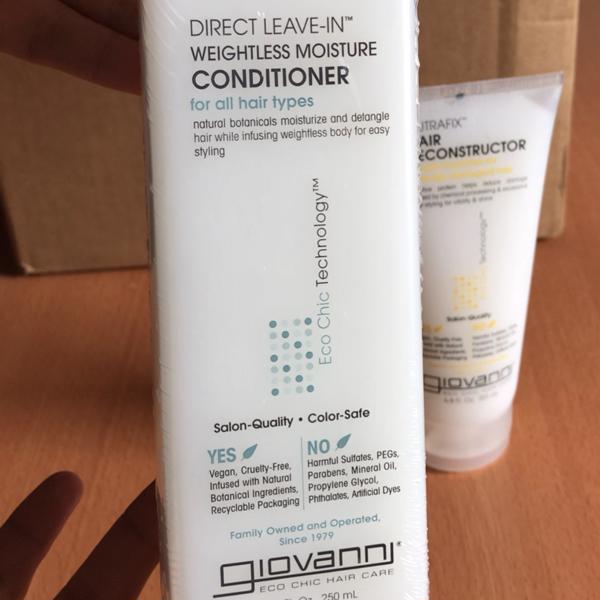 DIRECT LEAVE-IN™
WEIGHTLESS MOISTURE
CONDITIONER
for all hair types
natural botanicals moisturize and detangle
hair while infusing weightless body for easy
styling
Eco Chic Technology™
Salon-Quality • Color-Safe
YES
Vegan, Cruelty-Free,
Infused with Natural
Botanical Ingredients,
Recyclable Packaging
NO
Harmful Sulfates, PEGs,
Parabens, Mineral Oil,
Propylene Glycol,
Phthalates, Artificial Dyes
Family Owned and Operated,
Since 1979
giovanni®
ECO CHIC HAIR CARE
250 mL
UTRAFIX™
AIR
ECONSTRUCTOR
Technology™
Salon-Quality
giovanni